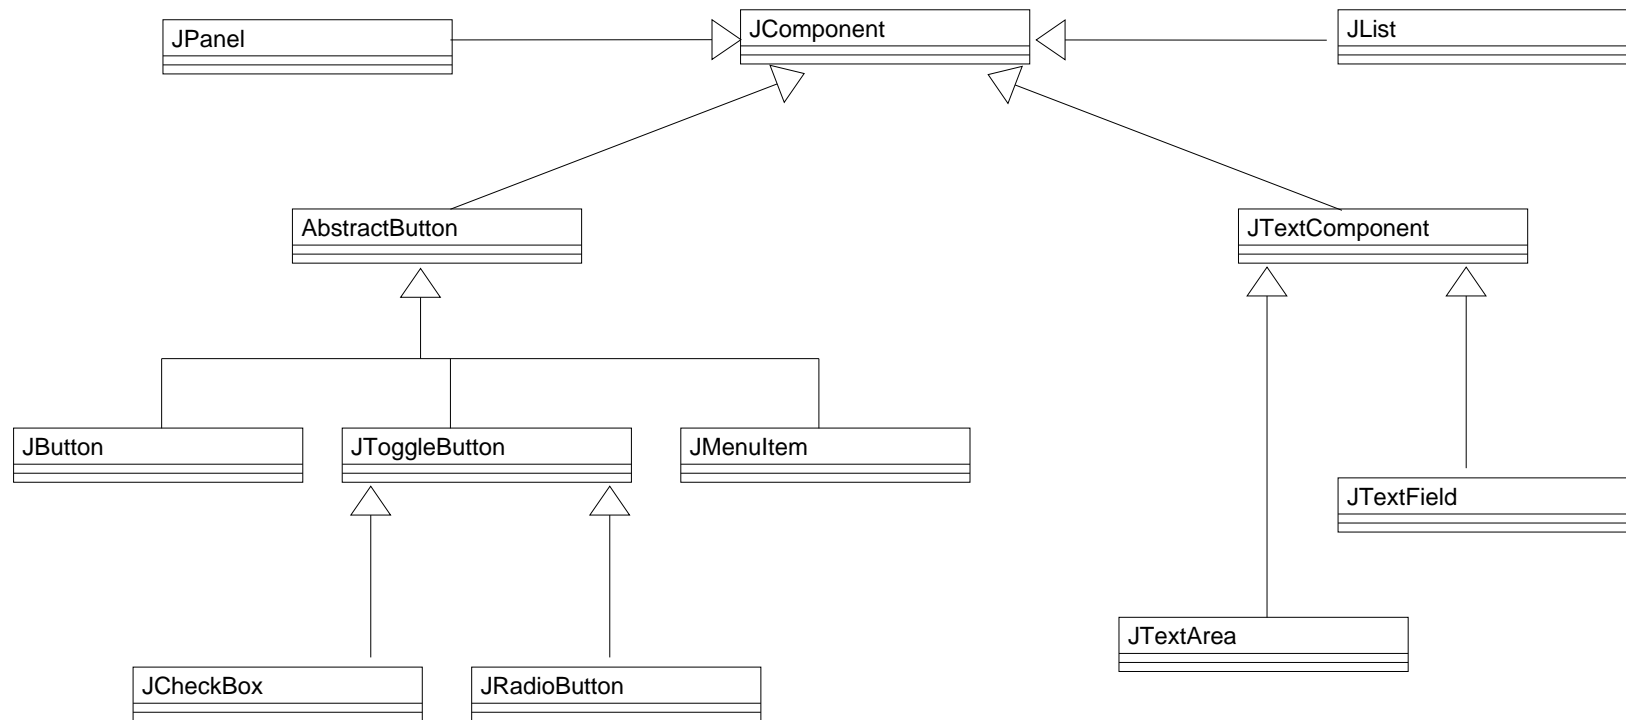 JPanel
JComponent
JList
AbstractButton
JTextComponent
JButton
JToggleButton
JMenuItem
JTextField
JTextArea
JCheckBox
JRadioButton